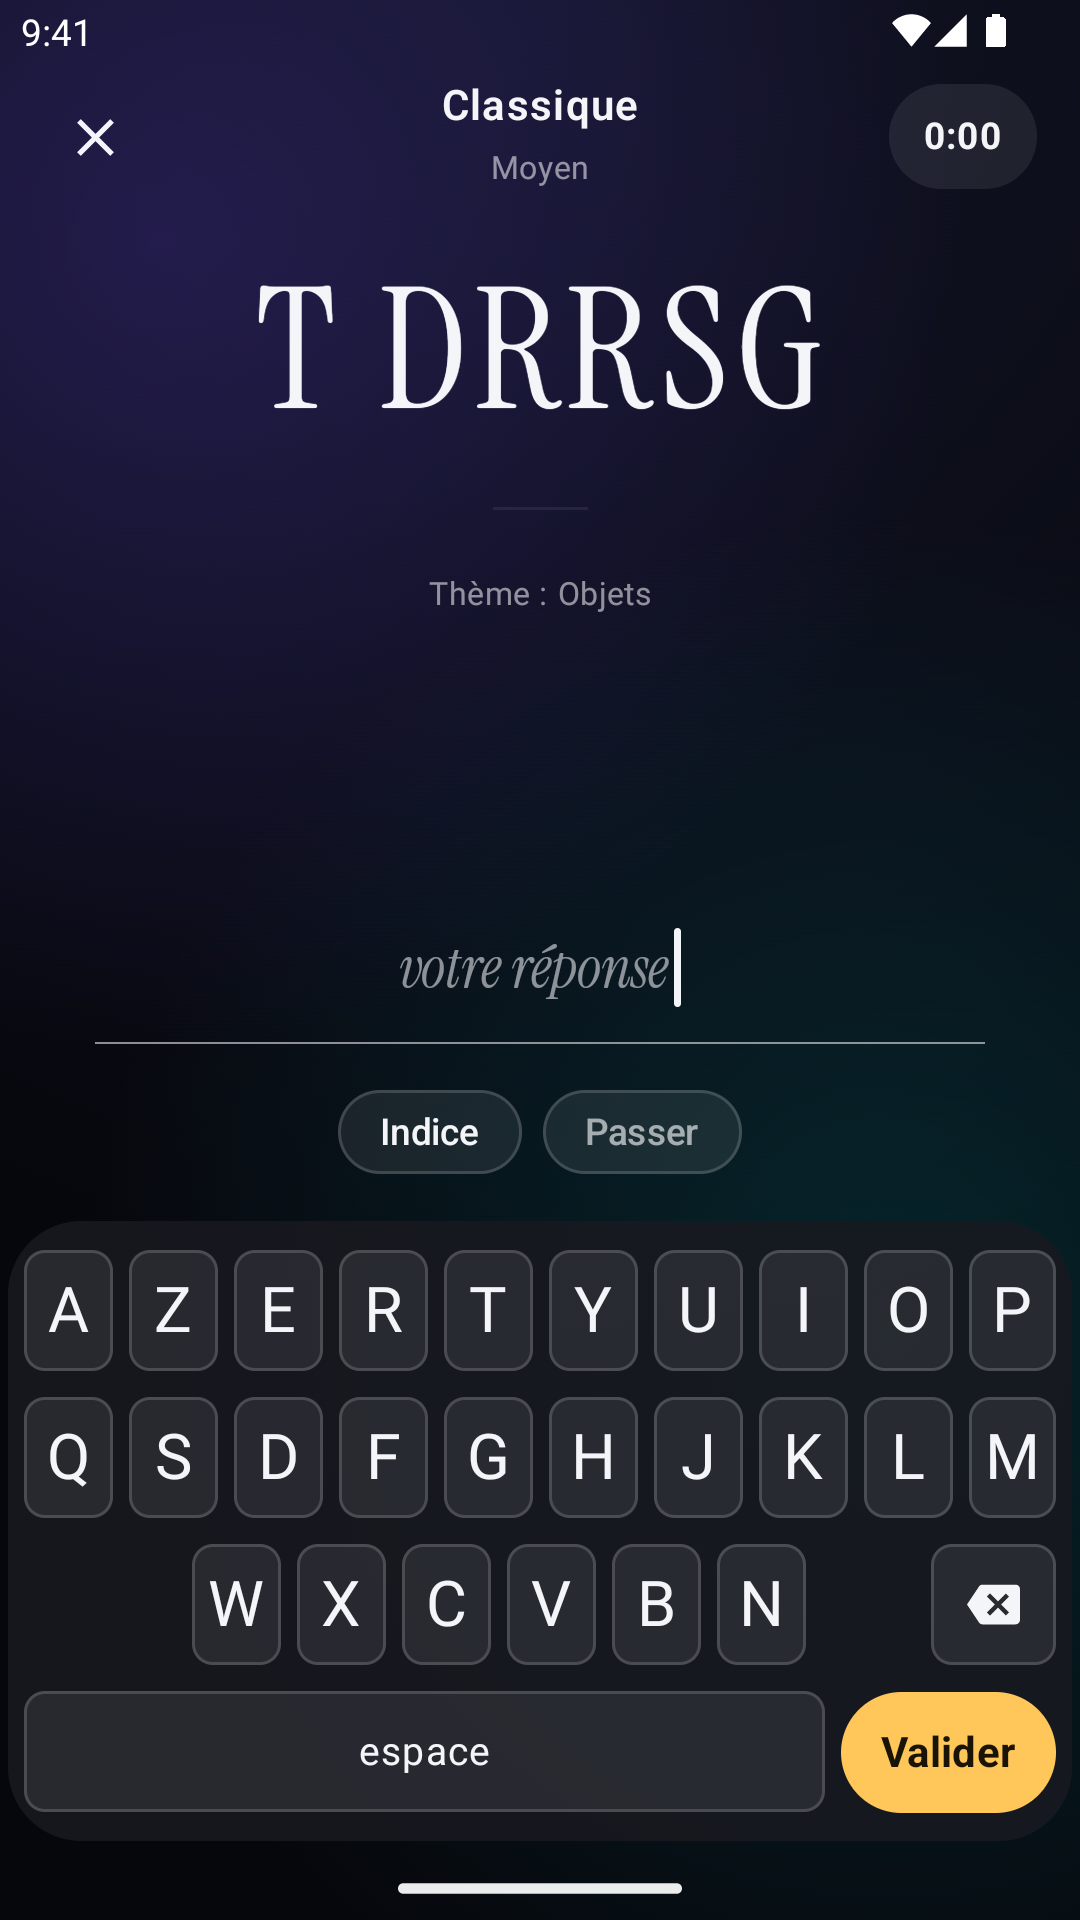 9:41
Classique
Moyen
0:00
T DRRSG
Thème : Objets
votre réponse
Indice
Passer
A Z E R T Y U I O P
Q S D F G H J K L M
W X C V B N
espace
Valider